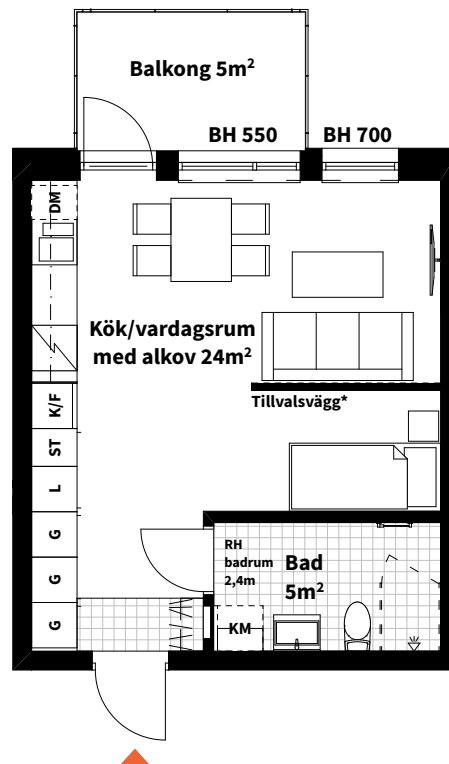 Balkong 5m²
BH 550
BH 700
DM
Kök/vardagsrum
med alkov 24m²
Tillvalsvägg*
K/F
ST
L
G
G
G
RH
badrum
2,4m
Bad
5m²
KM